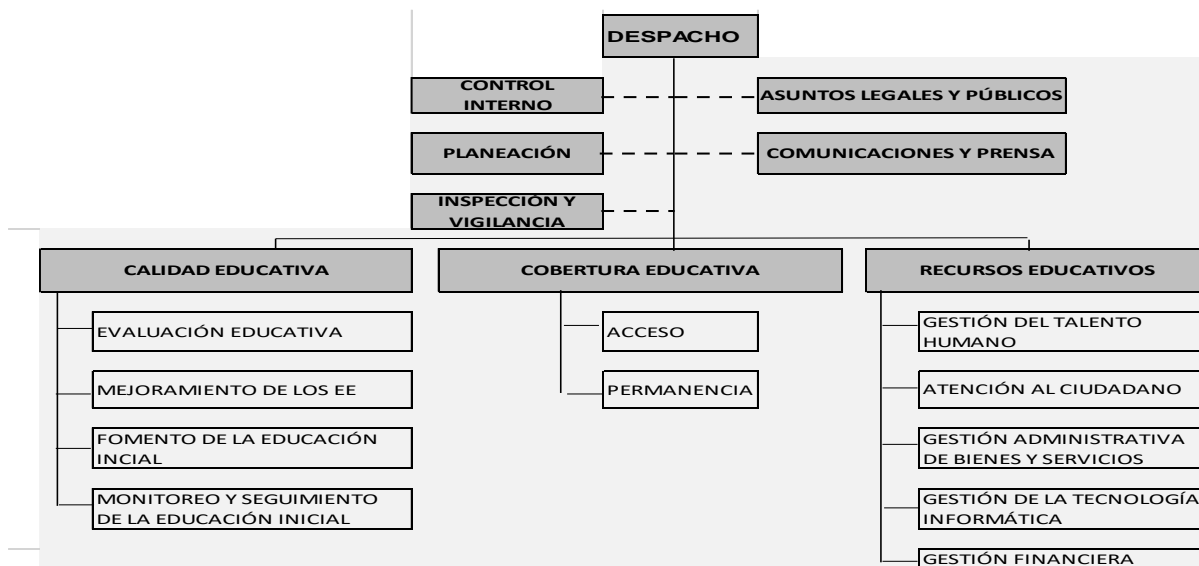 DESPACHO
CONTROL
INTERNO
ASUNTOS LEGALES Y PÚBLICOS
PLANEACIÓN
COMUNICACIONES Y PRENSA
INSPECCIÓN Y
VIGILANCIA
CALIDAD EDUCATIVA
COBERTURA EDUCATIVA
RECURSOS EDUCATIVOS
EVALUACIÓN EDUCATIVA
MEJORAMIENTO DE LOS EE
FOMENTO DE LA EDUCACIÓN
INCIAL
MONITOREO Y SEGUIMIENTO
DE LA EDUCACIÓN INICIAL
ACCESO
PERMANENCIA
GESTIÓN DEL TALENTO
HUMANO
ATENCIÓN AL CIUDADANO
GESTIÓN ADMINISTRATIVA
DE BIENES Y SERVICIOS
GESTIÓN DE LA TECNOLOGÍA
INFORMÁTICA
GESTIÓN FINANCIERA